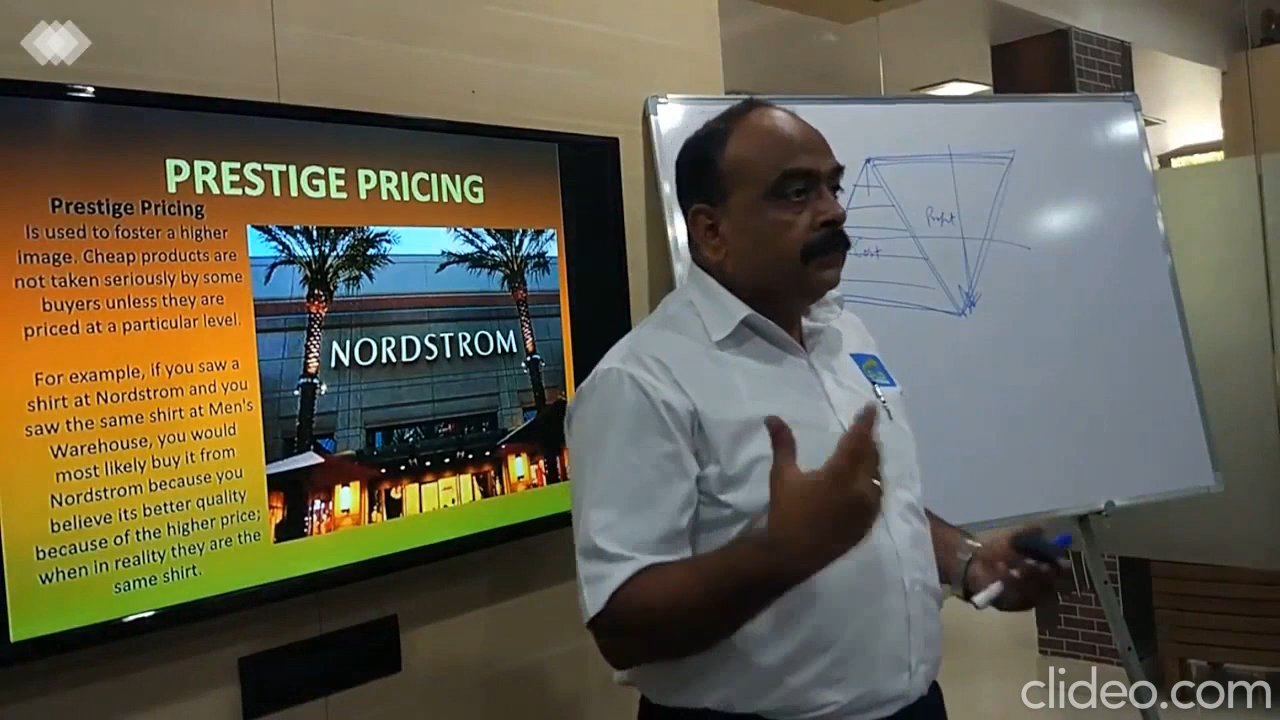 PRESTIGE PRICING
Prestige Pricing
Is used to foster a higher
image. Cheap products are
not taken seriously by some
buyers unless they are
priced at a particular level.
For example, if you saw a
shirt at Nordstrom and you
saw the same shirt at Men's
Warehouse, you would
most likely buy it from
Nordstrom because you
believe its better quality
because of the higher price;
when in reality they are the
same shirt.
NORDSTROM
Profit
Cost
clideo.com